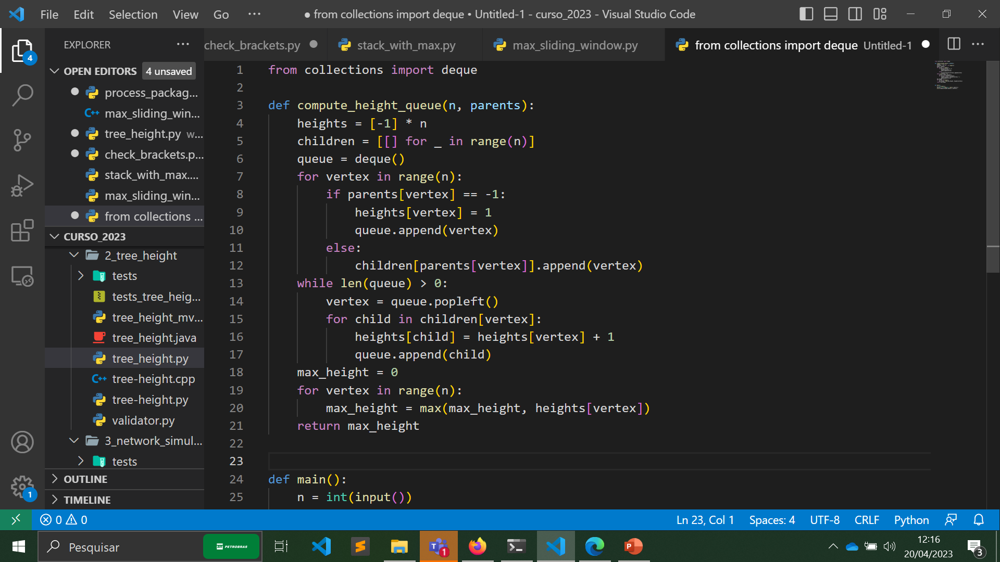 File Edit Selection View Go ··· ● from collections import deque • Untitled-1 - curso_2023 - Visual Studio Code
EXPLORER ···
check_brackets.py stack_with_max.py max_sliding_window.py from collections import deque Untitled-1 ···
OPEN EDITORS 4 unsaved
process_packag...
C++ max_sliding_win...
tree_height.py w...
check_brackets.p...
stack_with_max....
max_sliding_win...
from collections ...
CURSO_2023
2_tree_height
tests
tests_tree_heig...
tree_height_mv...
tree_height.java
tree_height.py
C++ tree-height.cpp
tree-height.py
validator.py
3_network_simul...
tests
OUTLINE
TIMELINE
4
1
1 from collections import deque
2
3 def compute_height_queue(n, parents):
4     heights = [-1] * n
5     children = [[] for _ in range(n)]
6     queue = deque()
7     for vertex in range(n):
8         if parents[vertex] == -1:
9             heights[vertex] = 1
10             queue.append(vertex)
11         else:
12             children[parents[vertex]].append(vertex)
13     while len(queue) > 0:
14         vertex = queue.popleft()
15         for child in children[vertex]:
16             heights[child] = heights[vertex] + 1
17             queue.append(child)
18     max_height = 0
19     for vertex in range(n):
20         max_height = max(max_height, heights[vertex])
21     return max_height
22
23
24 def main():
25     n = int(input())
0 0 Ln 23, Col 1 Spaces: 4 UTF-8 CRLF Python
Pesquisar BR PETROBRAS T 1 P 12:16
20/04/2023 3